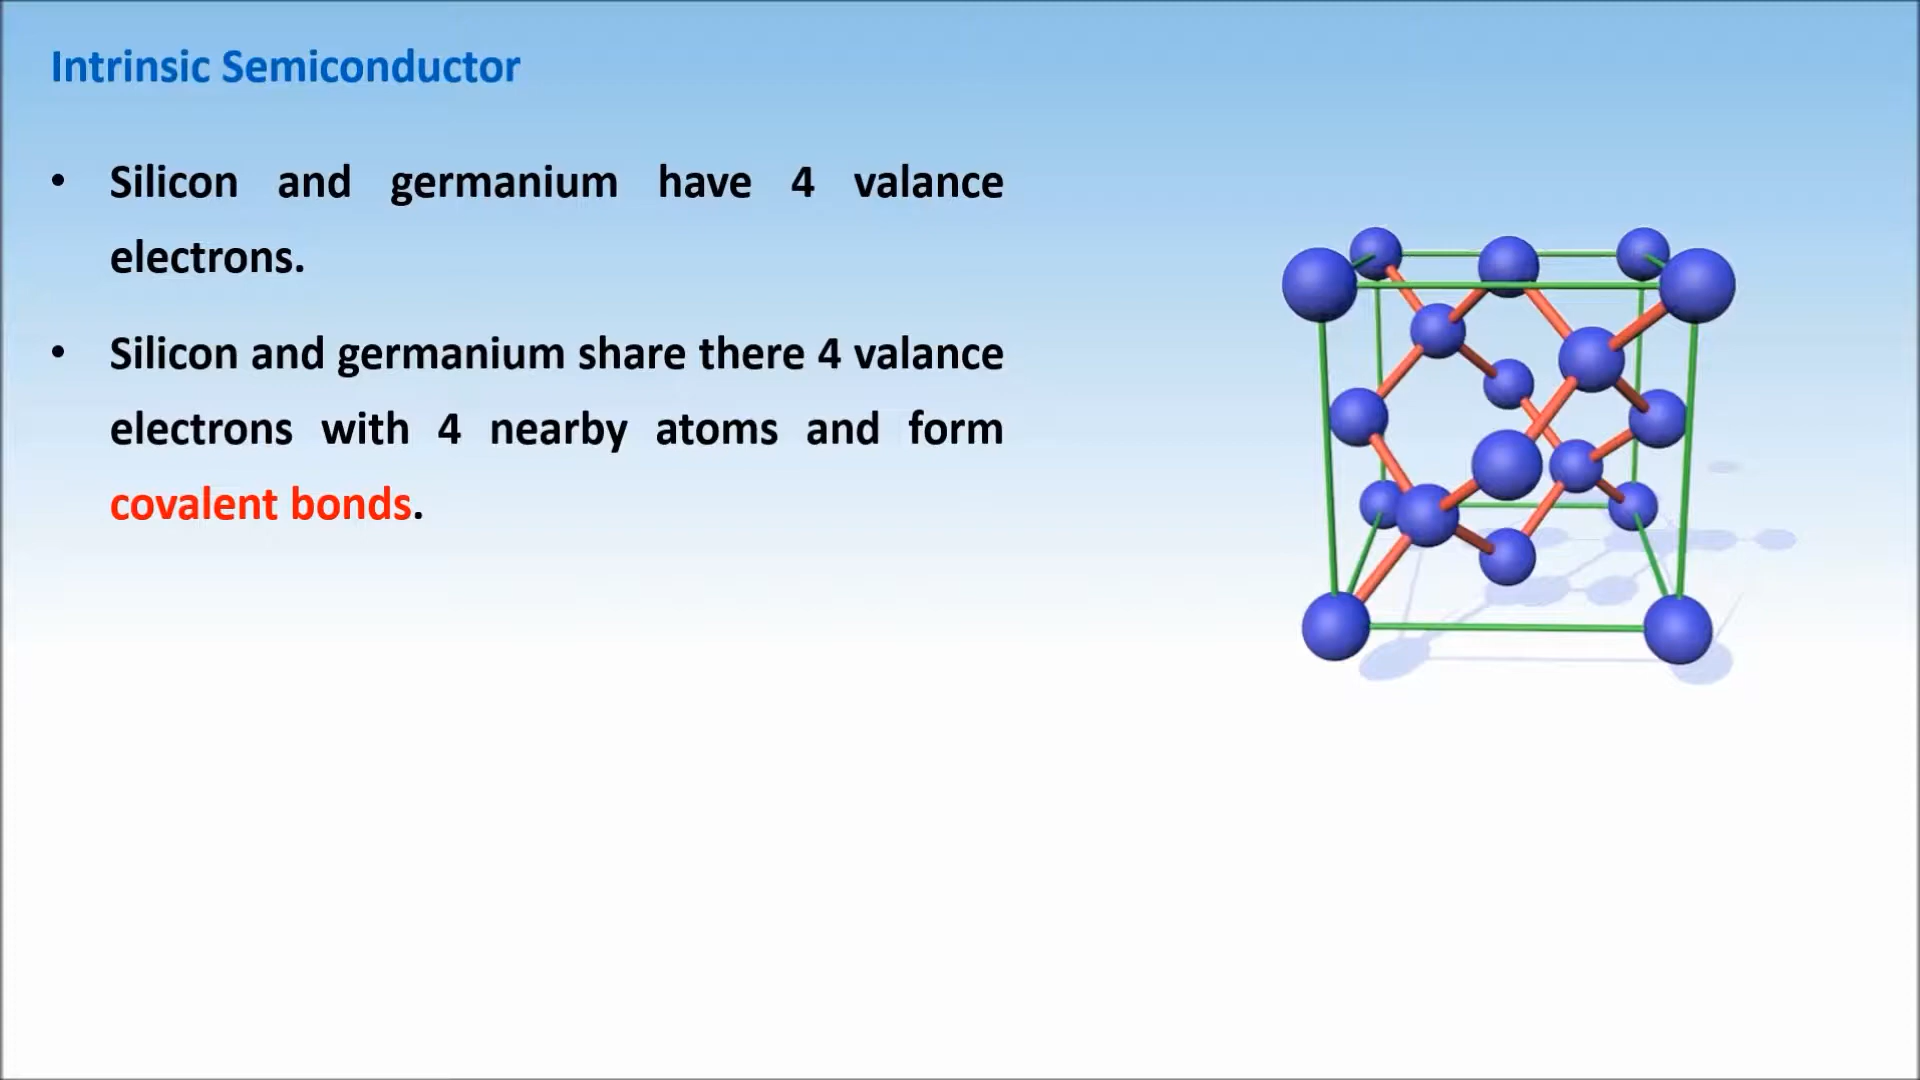 Intrinsic Semiconductor
• Silicon and germanium have 4 valance
electrons.
• Silicon and germanium share there 4 valance
electrons with 4 nearby atoms and form
covalent bonds.